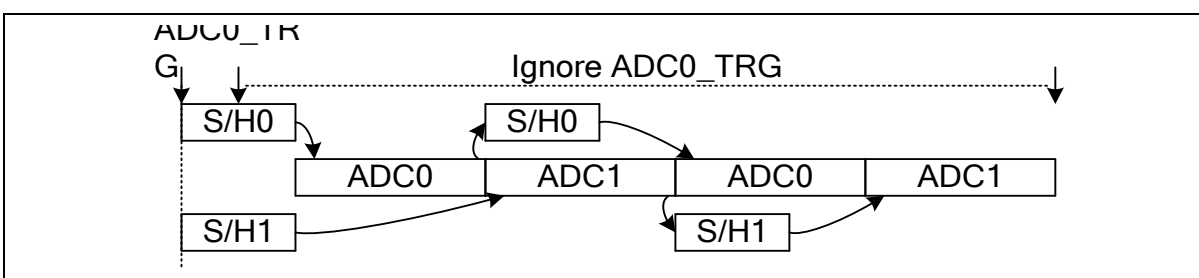 ADC0_TR
G
Ignore ADC0_TRG
S/H0
S/H0
ADC0
ADC1
ADC0
ADC1
S/H1
S/H1